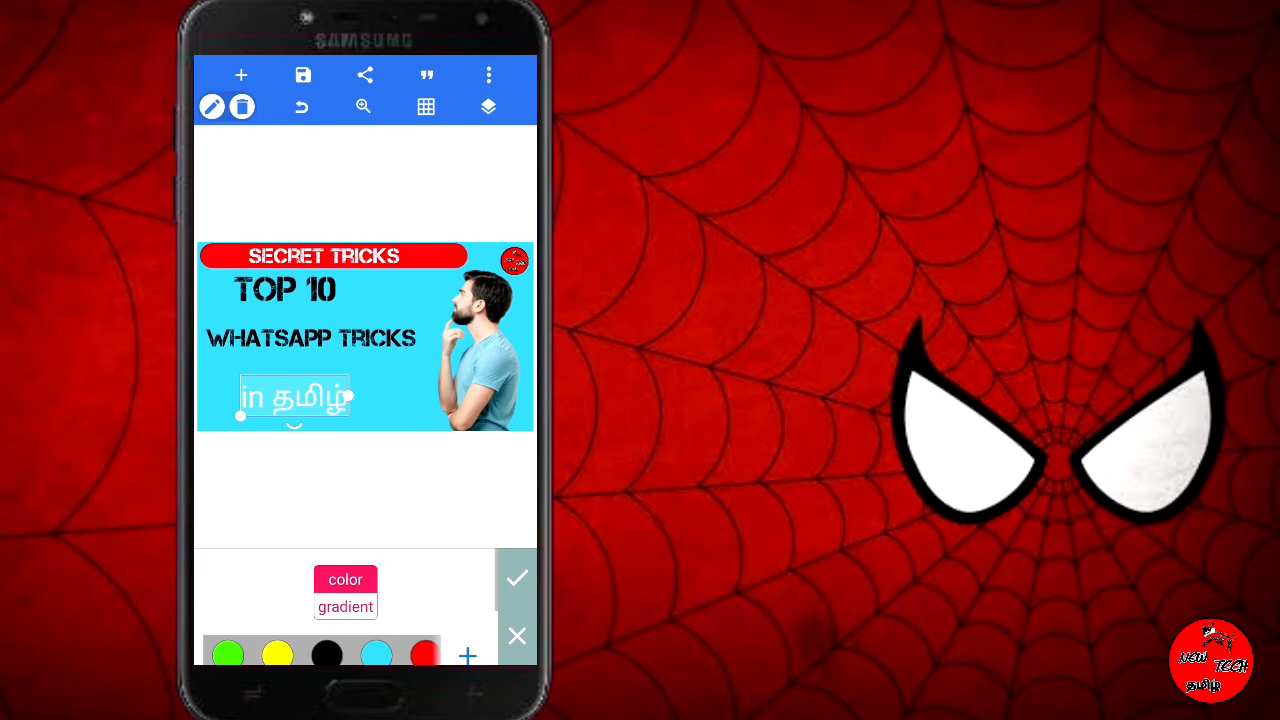 SAMSUNG
SECRET TRICKS
TOP 10
WHATSAPP TRICKS
in தமிழ்
color
gradient
NEW TECH
தமிழ்